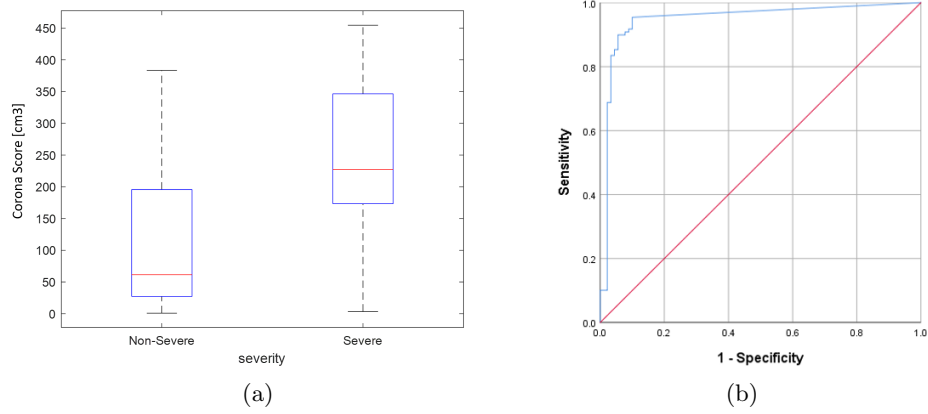 Corona Score [cm3]
450
400
350
300
250
200
150
100
50
0
Non-Severe Severe
severity
(a)
Sensitivity
1.0
0.8
0.6
0.4
0.2
0.0
0.0 0.2 0.4 0.6 0.8 1.0
1 - Specificity
(b)